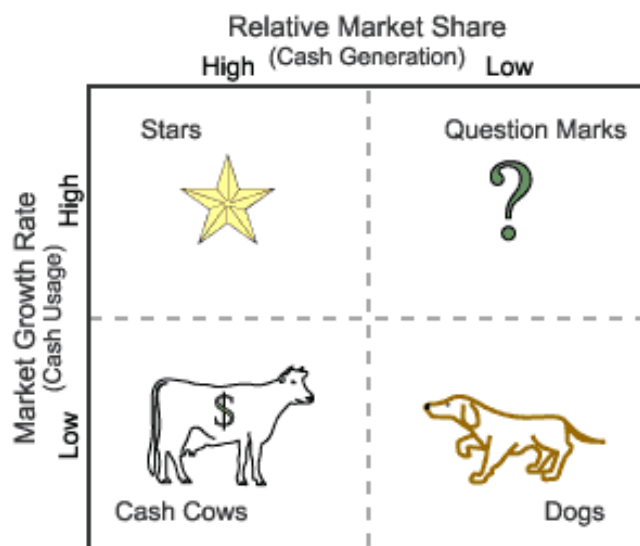 Relative Market Share
(Cash Generation)
High
Low
Market Growth Rate
(Cash Usage)
High
Low
Stars
Question Marks
?
$
Cash Cows
Dogs